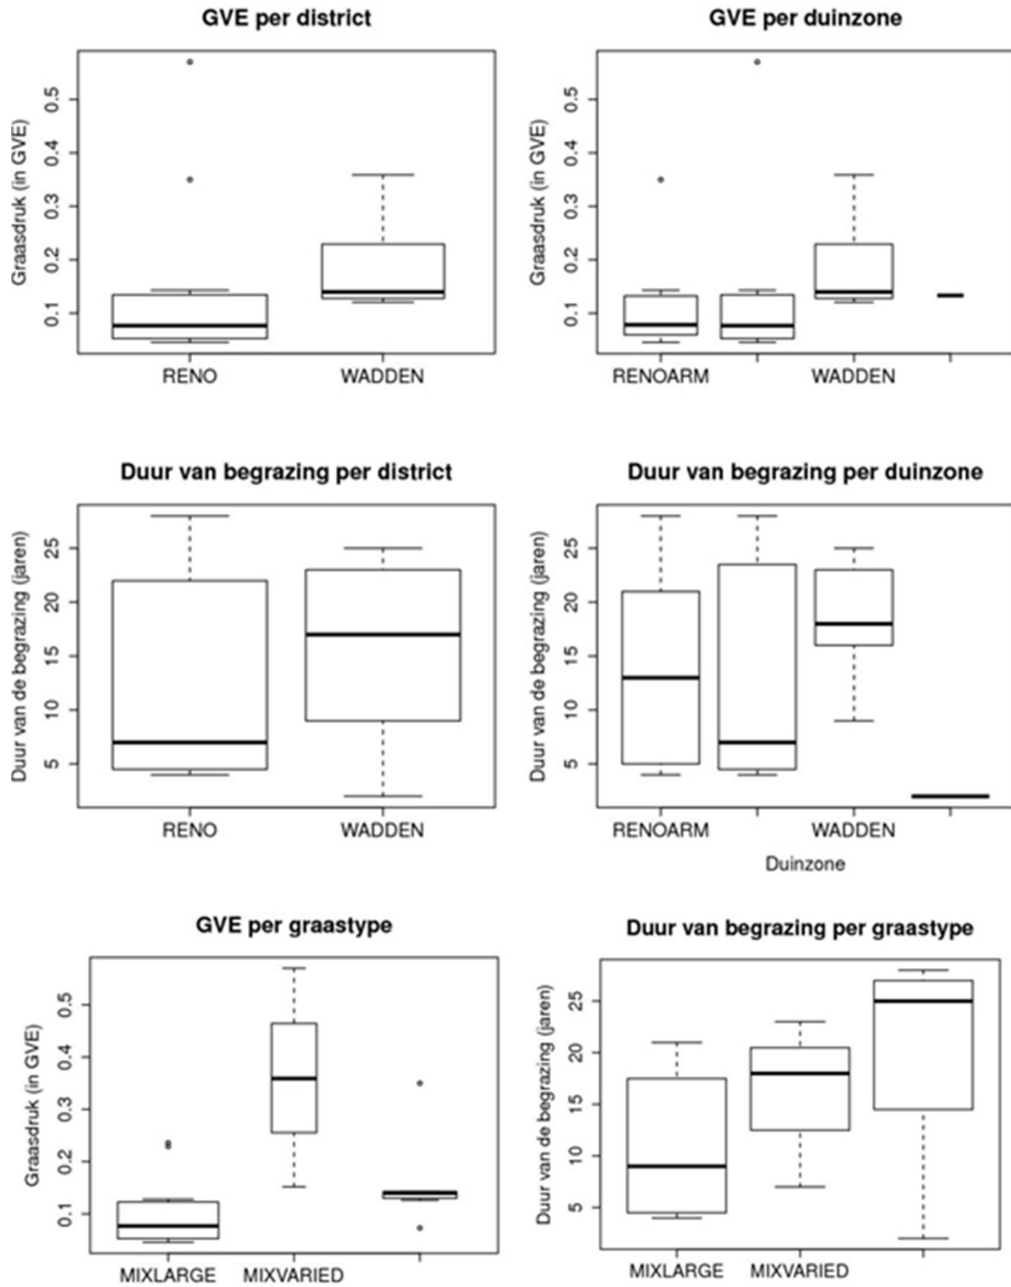 GVE per district
Graasdruk (in GVE)
0.5
0.4
0.3
0.2
0.1
RENO WADDEN
GVE per duinzone
Graasdruk (in GVE)
0.5
0.4
0.3
0.2
0.1
RENOARM WADDEN
Duur van begrazing per district
Duur van de begrazing (jaren)
25
20
15
10
5
RENO WADDEN
Duur van begrazing per duinzone
Duur van de begrazing (jaren)
25
20
15
10
5
RENOARM WADDEN
Duinzone
GVE per graastype
Graasdruk (in GVE)
0.5
0.4
0.3
0.2
0.1
MIXLARGE MIXVARIED
Duur van begrazing per graastype
Duur van de begrazing (jaren)
25
20
15
10
5
MIXLARGE MIXVARIED